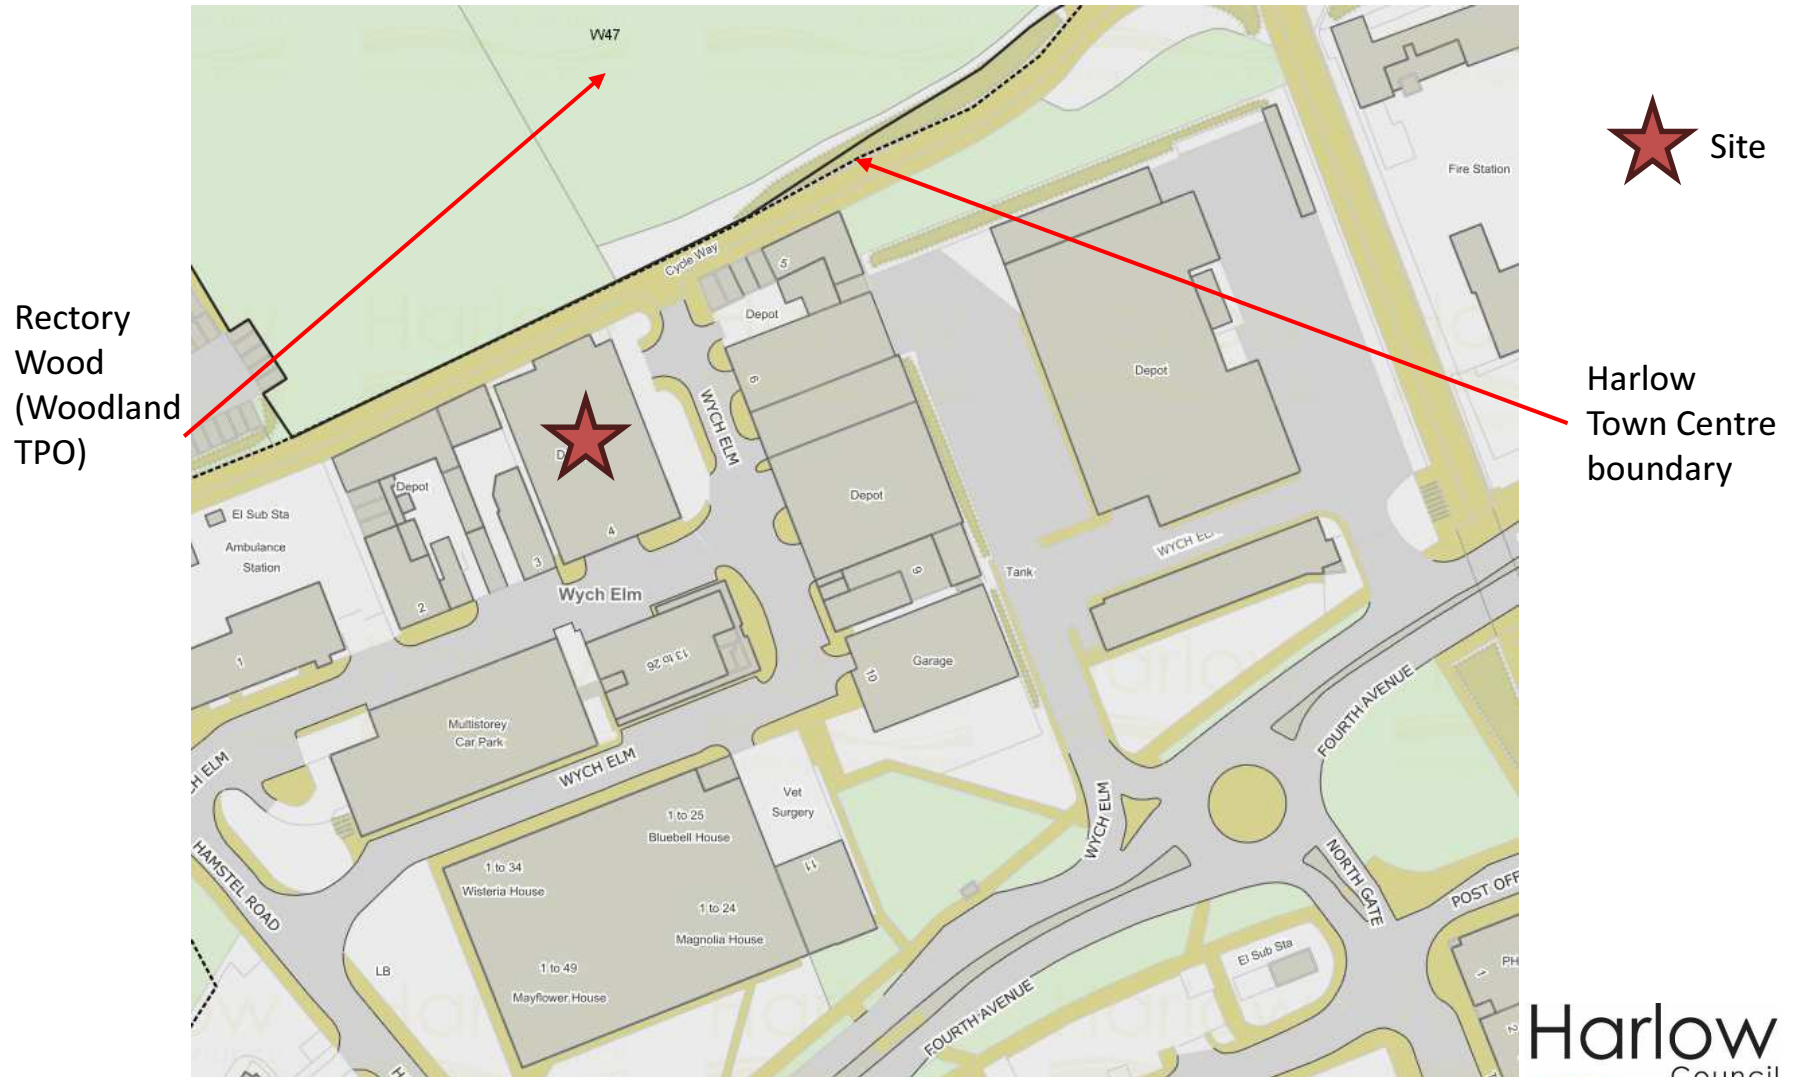 W47
Site
Fire Station
Cycle Way
5
Depot
Rectory
Wood
(Woodland
TPO)
Harlow
Town Centre
boundary
6
WYCH ELM
Depot
Depot
Depot
El Sub Sta
Ambulance
Station
4
3
2
1
Wych Elm
WYCH
Tank
9
13 to 26
10
Garage
Multistorey
Car Park
WYCH ELM
FOURTH AVENUE
Vet
Surgery
1 to 25
Bluebell House
11
WYCH ELM
1 to 34
Wisteria House
HAMSTEL ROAD
NORTH GATE
POST OFF
1 to 24
Magnolia House
El Sub Sta
LB
1 to 49
Mayflower House
FOURTH AVENUE
PH
1
2
Harlow
Council